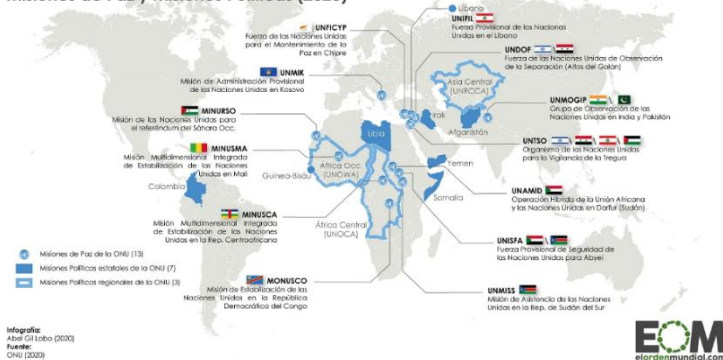 Misiones de Paz y Misiones Políticas (2020)
Líbano
UNIFIL
Fuerza Provisional de las Naciones
Unidas en el Líbano
UNFICYP
Fuerza de las Naciones Unidas
para el Mantenimiento de la
Paz en Chipre
UNDOF
Fuerza de las Naciones Unidas de Observación
de la Separación (Altos del Golán)
UNMIK
Misión de Administración Provisional
de las Naciones Unidas en Kosovo
Asia Central
(UNRCCA)
UNMOGIP
Grupo de Observación de las
Naciones Unidas en India y Pakistán
MINURSO
Misión de las Naciones Unidas para
el referéndum del Sáhara Occ.
Irak
Libia
Afganistán
UNTSO
Organismo de las Naciones Unidas
para la Vigilancia de la Tregua
MINUSMA
Misión Multidimensional Integrada
de Estabilización de las Naciones
Unidas en Mali
África Occ.
(UNOWA)
Yemen
Guinea-Bisáu
Colombia
Somalia
UNAMID
Operación Híbrida de la Unión Africana
y las Naciones Unidas en Darfur (Sudán)
MINUSCA
Misión Multidimensional Integrada
de Estabilización de las Naciones
Unidas en la Rep. Centroafricana
África Central
(UNOCA)
UNISFA
Fuerza Provisional de Seguridad de
las Naciones Unidas para Abyei
Misiones de Paz de la ONU (13)
Misiones Políticas estatales de la ONU (7)
Misiones Políticas regionales de la ONU (3)
MONUSCO
Misión de Estabilización de las
Naciones Unidas en la República
Democrática del Congo
UNMISS
Misión de Asistencia de las Naciones
Unidas en la Rep. de Sudán del Sur
Infografía:
Abel Gil Lobo (2020)
Fuente:
ONU (2020)
EOM
elordenmundial.com